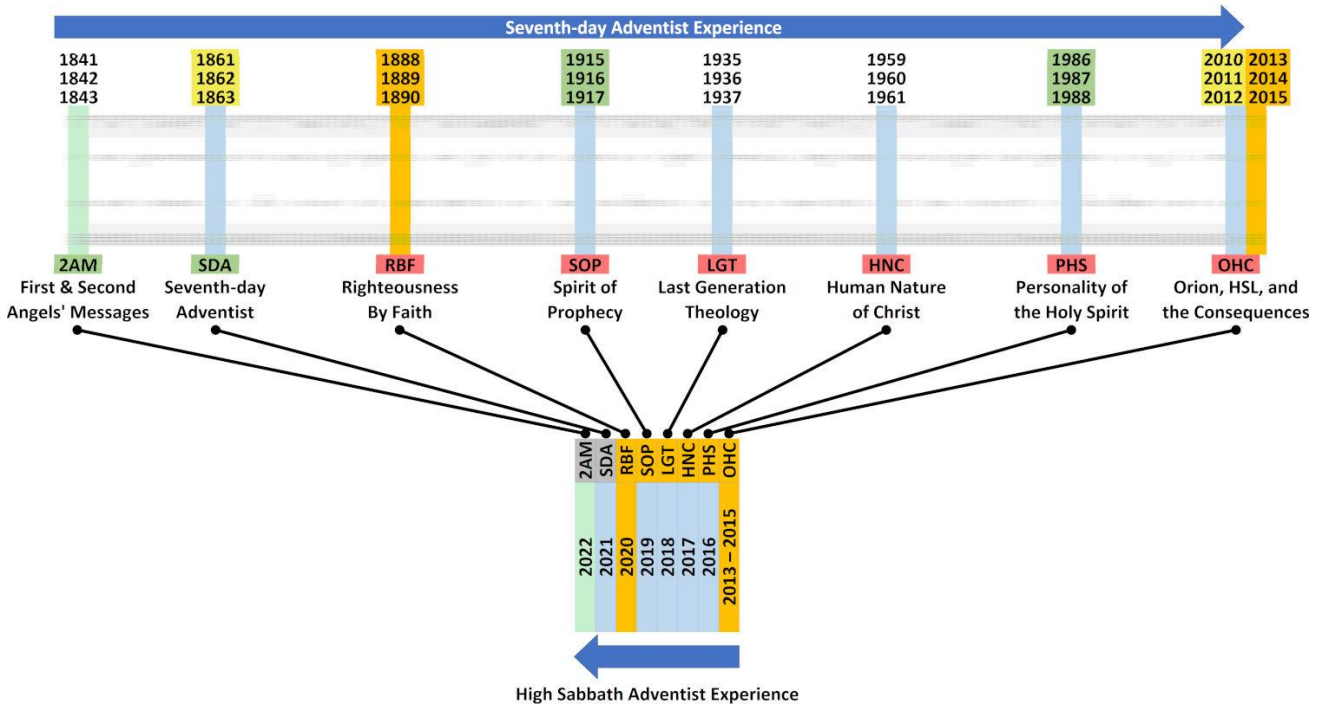 Seventh-day Adventist Experience
1841 1861 1888 1915 1935 1959 1986 2010 2013
1842 1862 1889 1916 1936 1960 1987 2011 2014
1843 1863 1890 1917 1937 1961 1988 2012 2015
2AM SDA RBF SOP LGT HNC PHS OHC
First & Second Seventh-day Righteousness Spirit of Last Generation Human Nature Personality of Orion, HSL, and
Angels' Messages Adventist By Faith Prophecy Theology of Christ the Holy Spirit the Consequences
2AM SDA RBF SOP LGT HNC PHS OHC
2022 2021 2020 2019 2018 2017 2016 2013 – 2015
High Sabbath Adventist Experience